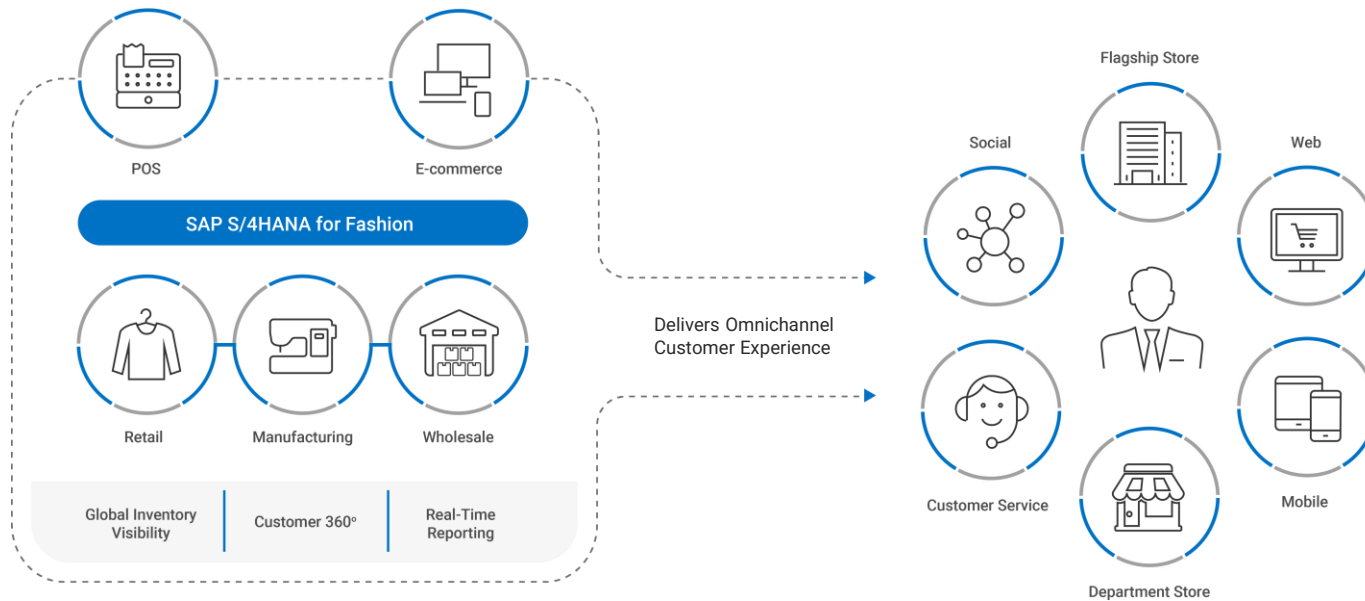 POS
E-commerce
SAP S/4HANA for Fashion
Retail
Manufacturing
Wholesale
Global Inventory
Visibility
Customer 360°
Real-Time
Reporting
Delivers Omnichannel
Customer Experience
Flagship Store
Social
Web
Customer Service
Mobile
Department Store